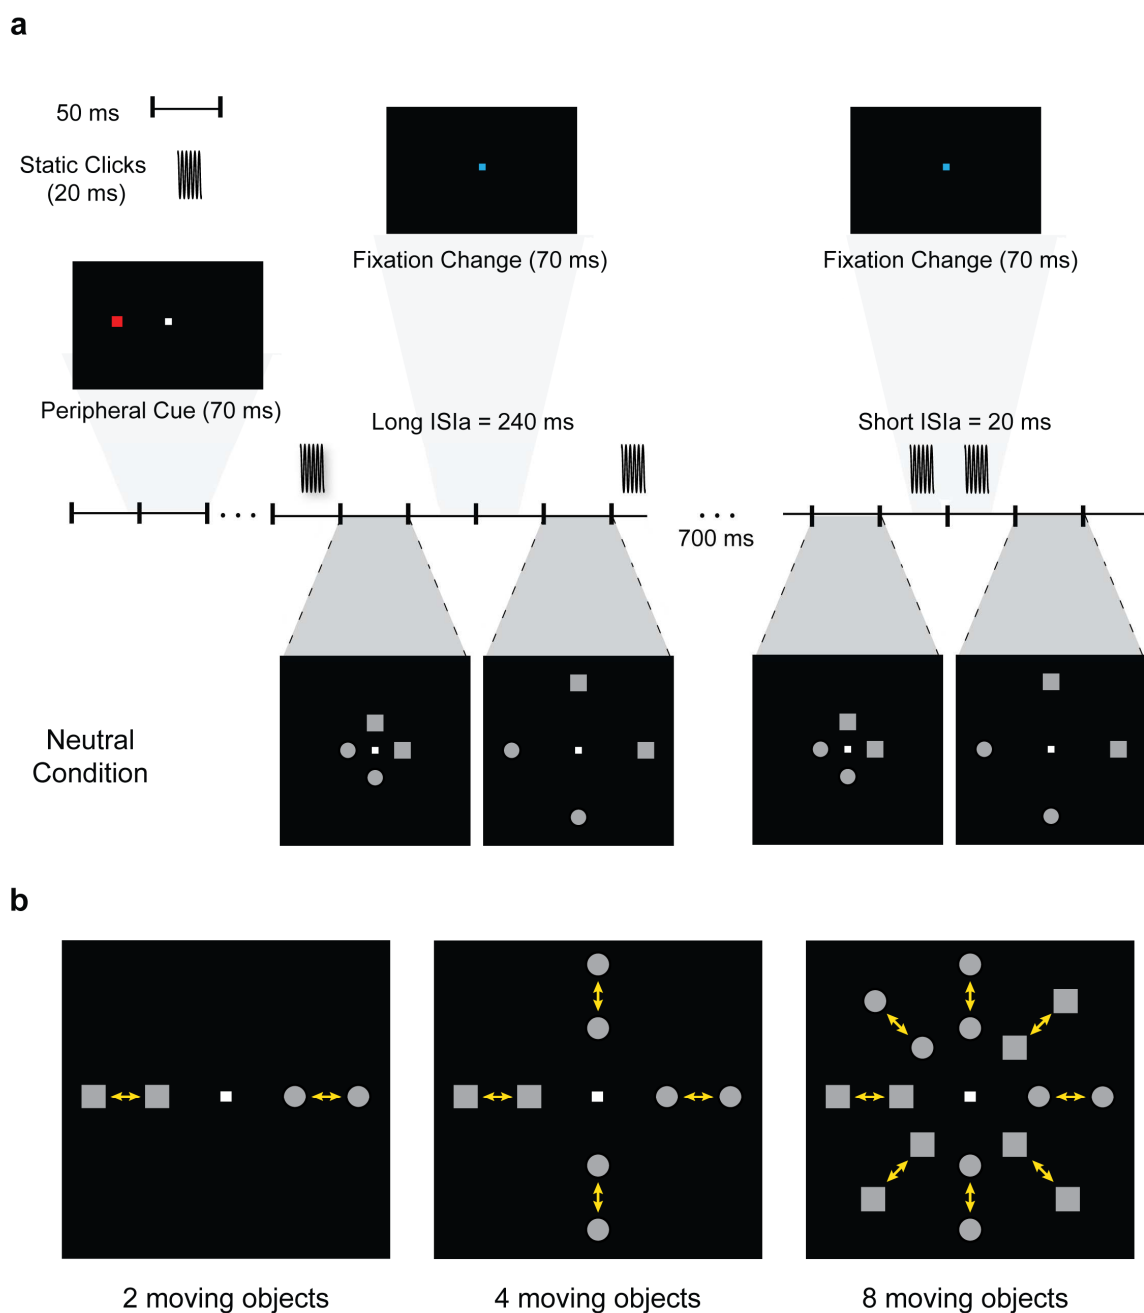 a
50 ms
Static Clicks
(20 ms)
Fixation Change (70 ms)
Fixation Change (70 ms)
Peripheral Cue (70 ms)
Long ISIa = 240 ms
Short ISIa = 20 ms
• • •
• • •
700 ms
Neutral
Condition
b
2 moving objects
4 moving objects
8 moving objects